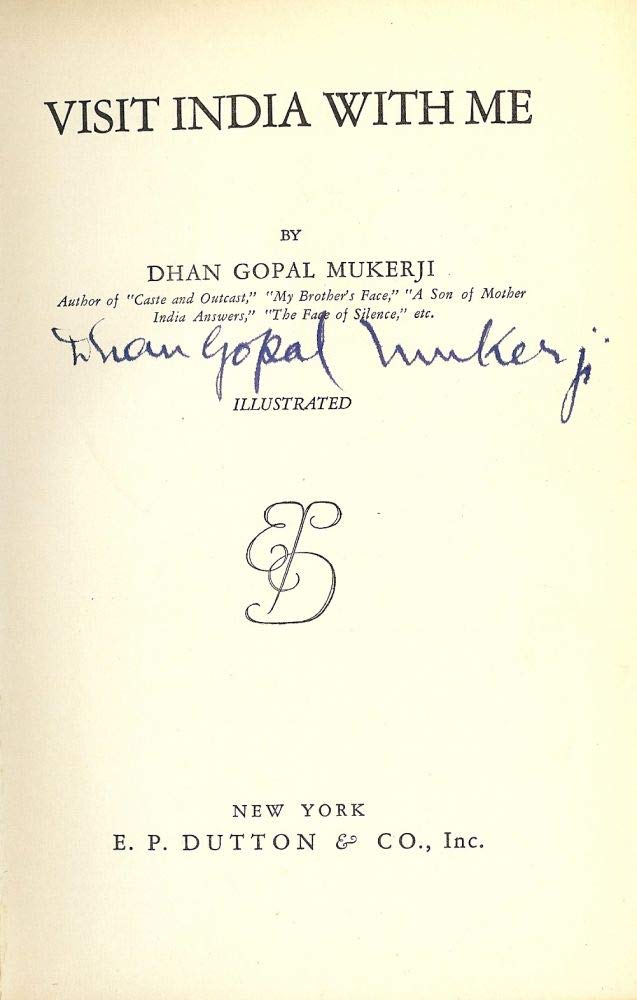 VISIT INDIA WITH ME
BY
DHAN GOPAL MUKERJI
Author of "Caste and Outcast," "My Brother's Face," "A Son of Mother
India Answers," "The Face of Silence," etc.
Dhan Gopal Mukerji
ILLUSTRATED
NEW YORK
E. P. DUTTON & CO., Inc.